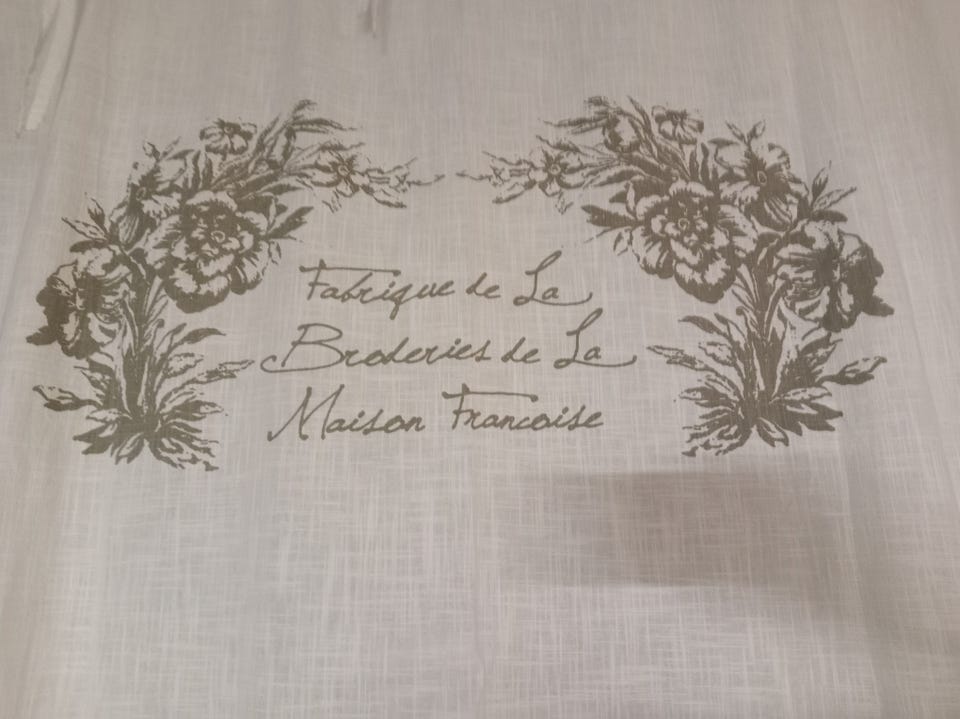 Fabrique de La
Broderies de La
Maison Francoise